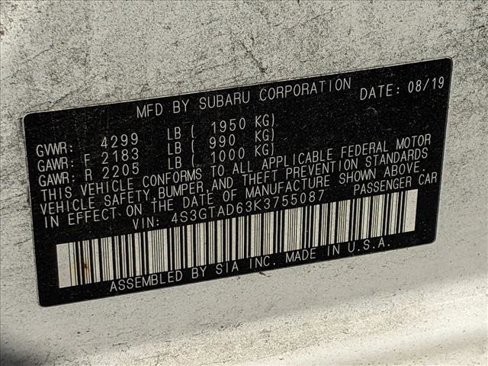 MFD BY SUBARU CORPORATION DATE: 08/19
GVWR: 4299 LB ( 1950 KG)
GAWR: F 2183 LB ( 990 KG)
GAWR: R 2205 LB ( 1000 KG)
THIS VEHICLE CONFORMS TO ALL APPLICABLE FEDERAL MOTOR
VEHICLE SAFETY,BUMPER,AND THEFT PREVENTION STANDARDS
IN EFFECT ON THE DATE OF MANUFACTURE SHOWN ABOVE.
VIN: 4S3GTAD63K3755087 PASSENGER CAR
ASSEMBLED BY SIA INC. MADE IN U.S.A.